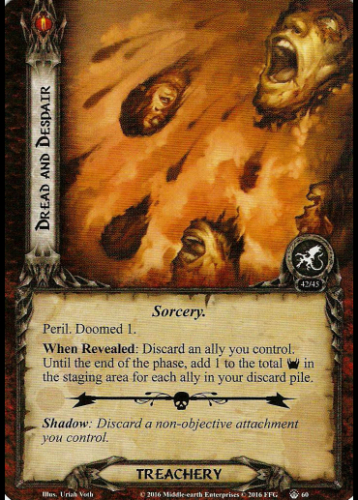 DREAD AND DESPAIR
42/45
Sorcery.
Peril. Doomed 1.
When Revealed: Discard an ally you control.
Until the end of the phase, add 1 to the total in
the staging area for each ally in your discard pile.
Shadow: Discard a non-objective attachment
you control.
TREACHERY
Illus. Uriah Voth
© 2016 Middle-earth Enterprises © 2016 FFG
60